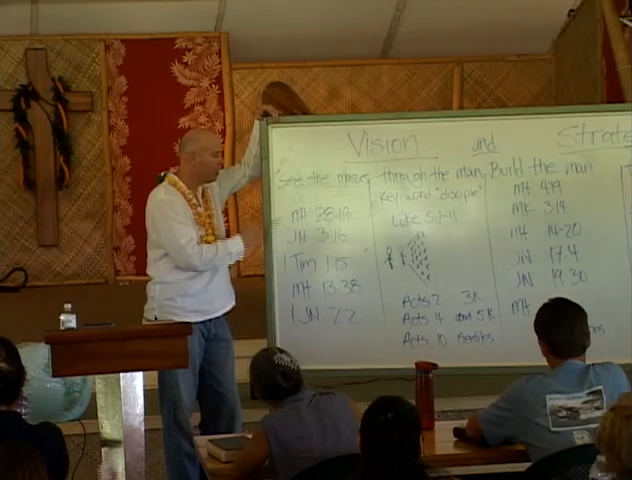 Vision and Strate
"See the masses through the man, Build the man
Key word "disciple"
Mt 28:19
JN 3:16
1 Tim 1:15
Mt 13:38
1 JN 2:2
Luke 5:1-11
Acts 2 3K
Acts 4 5K
Acts 10 Gentiles
Mt 4:19
Mk 3:14
Mt 14-20
JN 17:4
JN 19:30
Mt